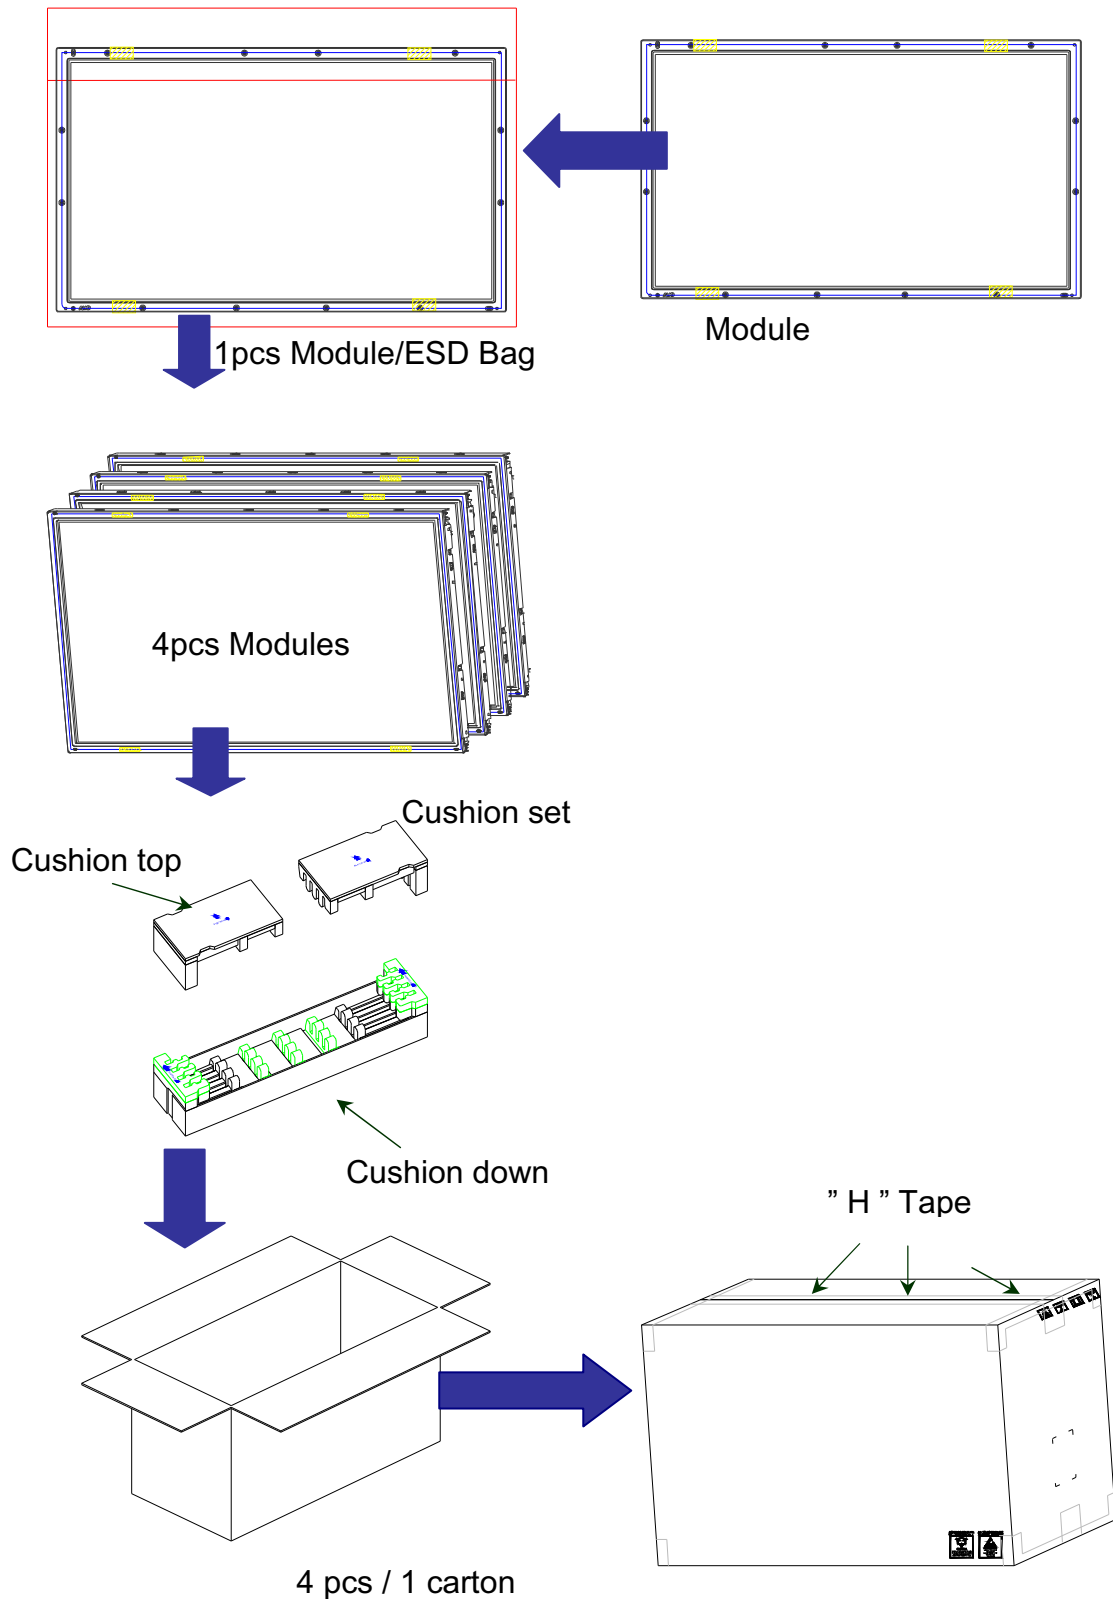 Module
1pcs Module/ESD Bag
4pcs Modules
Cushion set
Cushion top
Cushion down
” H ” Tape
4 pcs / 1 carton